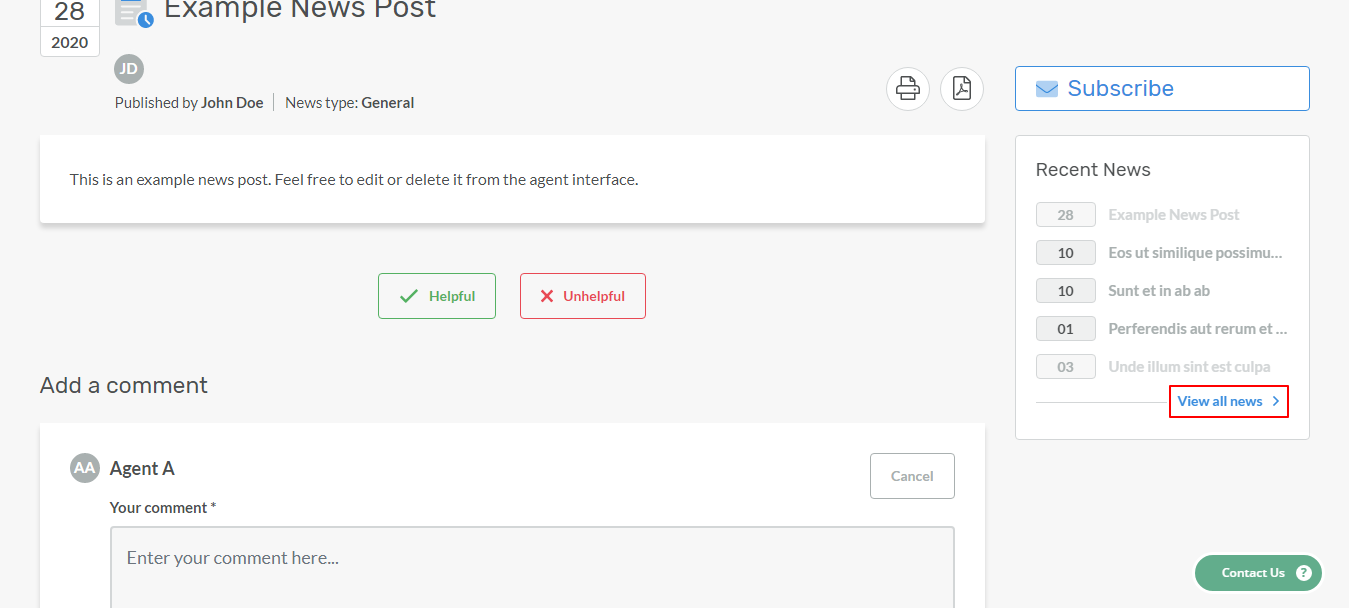 28
2020
Example News Post
JD
Published by John Doe
News type: General
Subscribe
This is an example news post. Feel free to edit or delete it from the agent interface.
Helpful
Unhelpful
Recent News
28 Example News Post
10 Eos ut similique possimu...
10 Sunt et in ab ab
01 Perferendis aut rerum et ...
03 Unde illum sint est culpa
View all news
Add a comment
AA Agent A
Cancel
Your comment *
Enter your comment here...
Contact Us ?